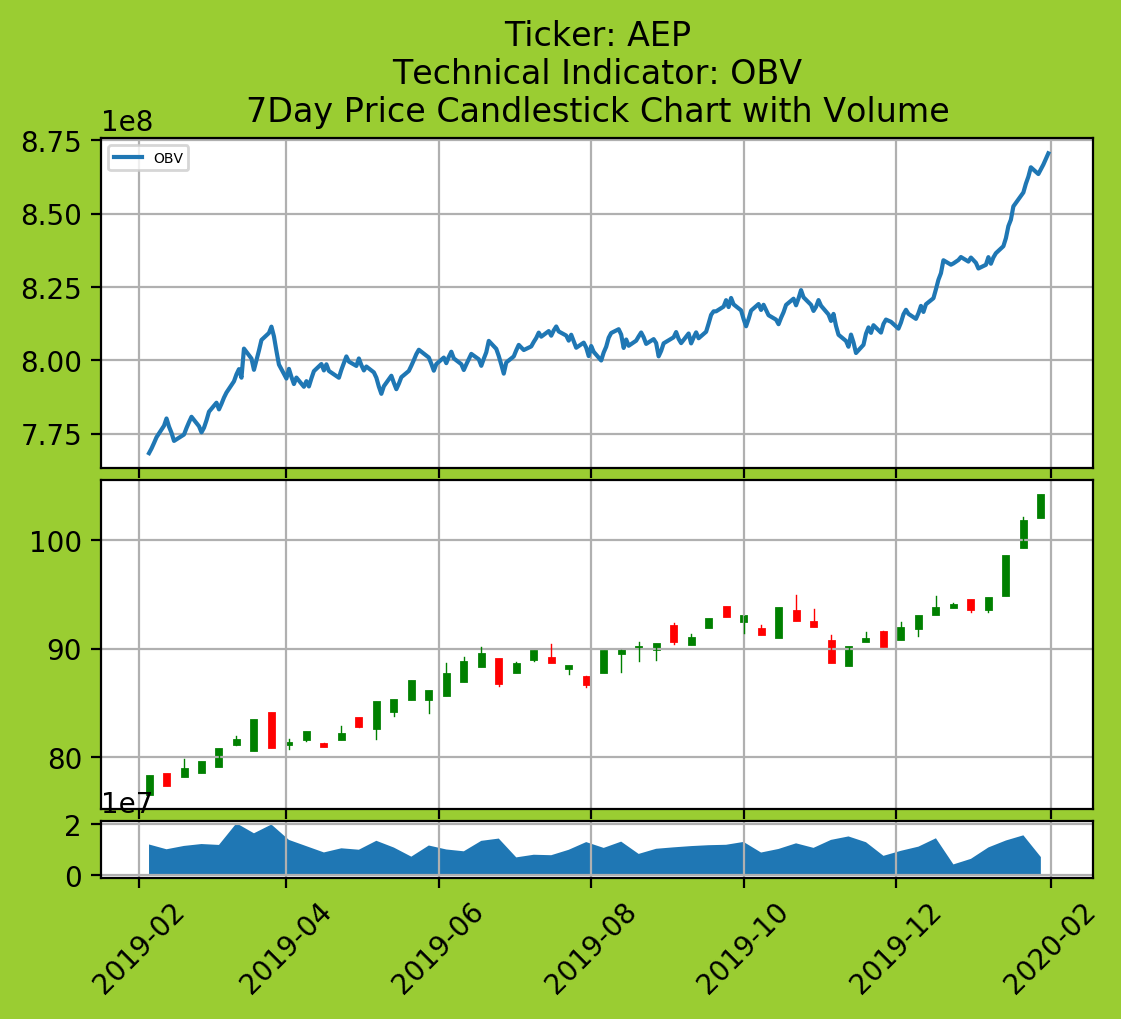 Ticker: AEP
Technical Indicator: OBV
7Day Price Candlestick Chart with Volume
1e8
8.75
OBV
8.50
8.25
8.00
7.75
100
90
80
1e7
2
0
2019-02
2019-04
2019-06
2019-08
2019-10
2019-12
2020-02